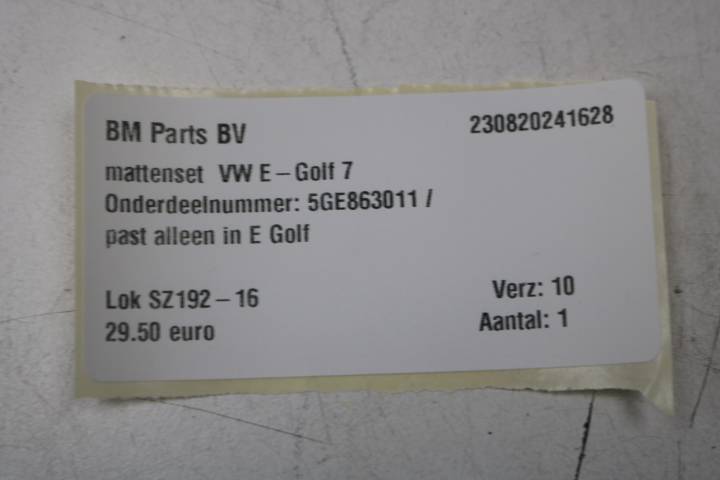 BM Parts BV 230820241628
mattenset VW E-Golf 7
Onderdeelnummer: 5GE863011 /
past alleen in E Golf
Lok SZ192-16 Verz: 10
29.50 euro Aantal: 1